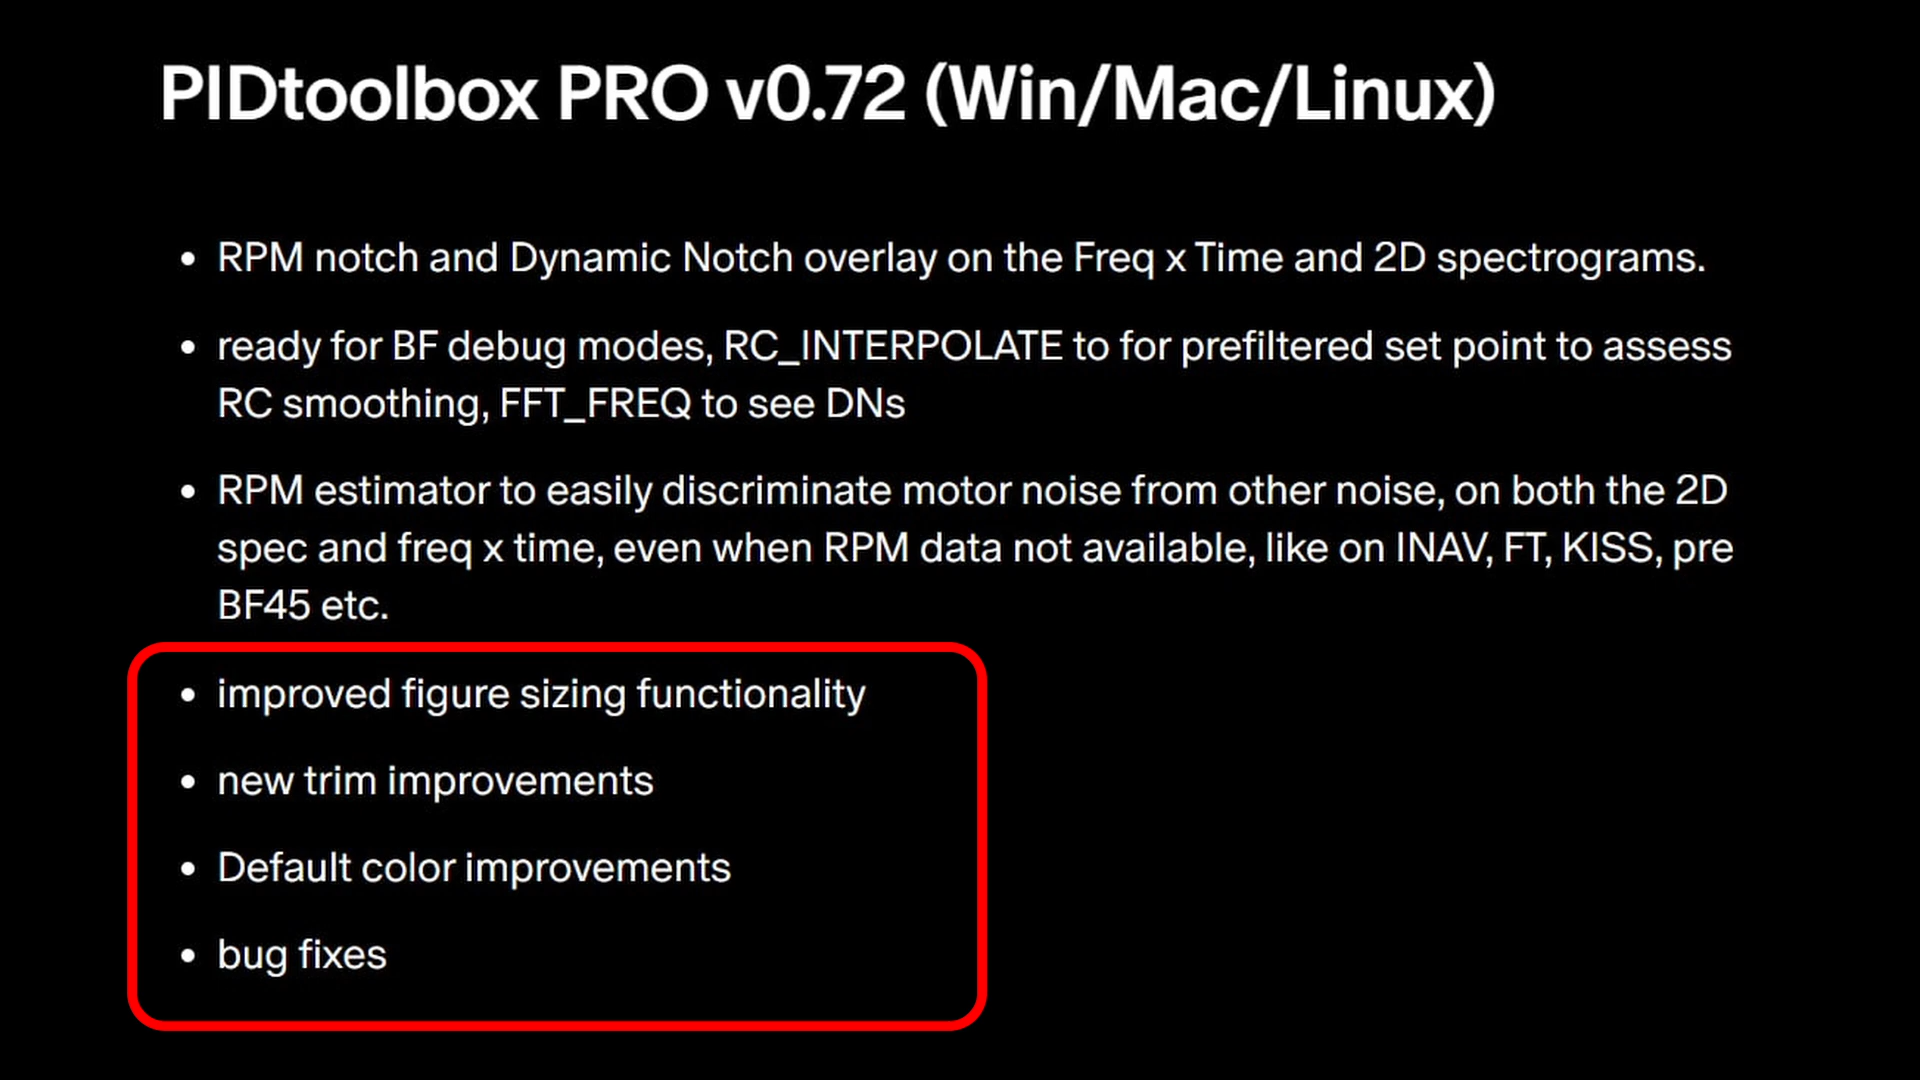 PIDtoolbox PRO v0.72 (Win/Mac/Linux)
• RPM notch and Dynamic Notch overlay on the Freq x Time and 2D spectrograms.
• ready for BF debug modes, RC_INTERPOLATE to for prefiltered set point to assess
RC smoothing, FFT_FREQ to see DNs
• RPM estimator to easily discriminate motor noise from other noise, on both the 2D
spec and freq x time, even when RPM data not available, like on INAV, FT, KISS, pre
BF45 etc.
• improved figure sizing functionality
• new trim improvements
• Default color improvements
• bug fixes